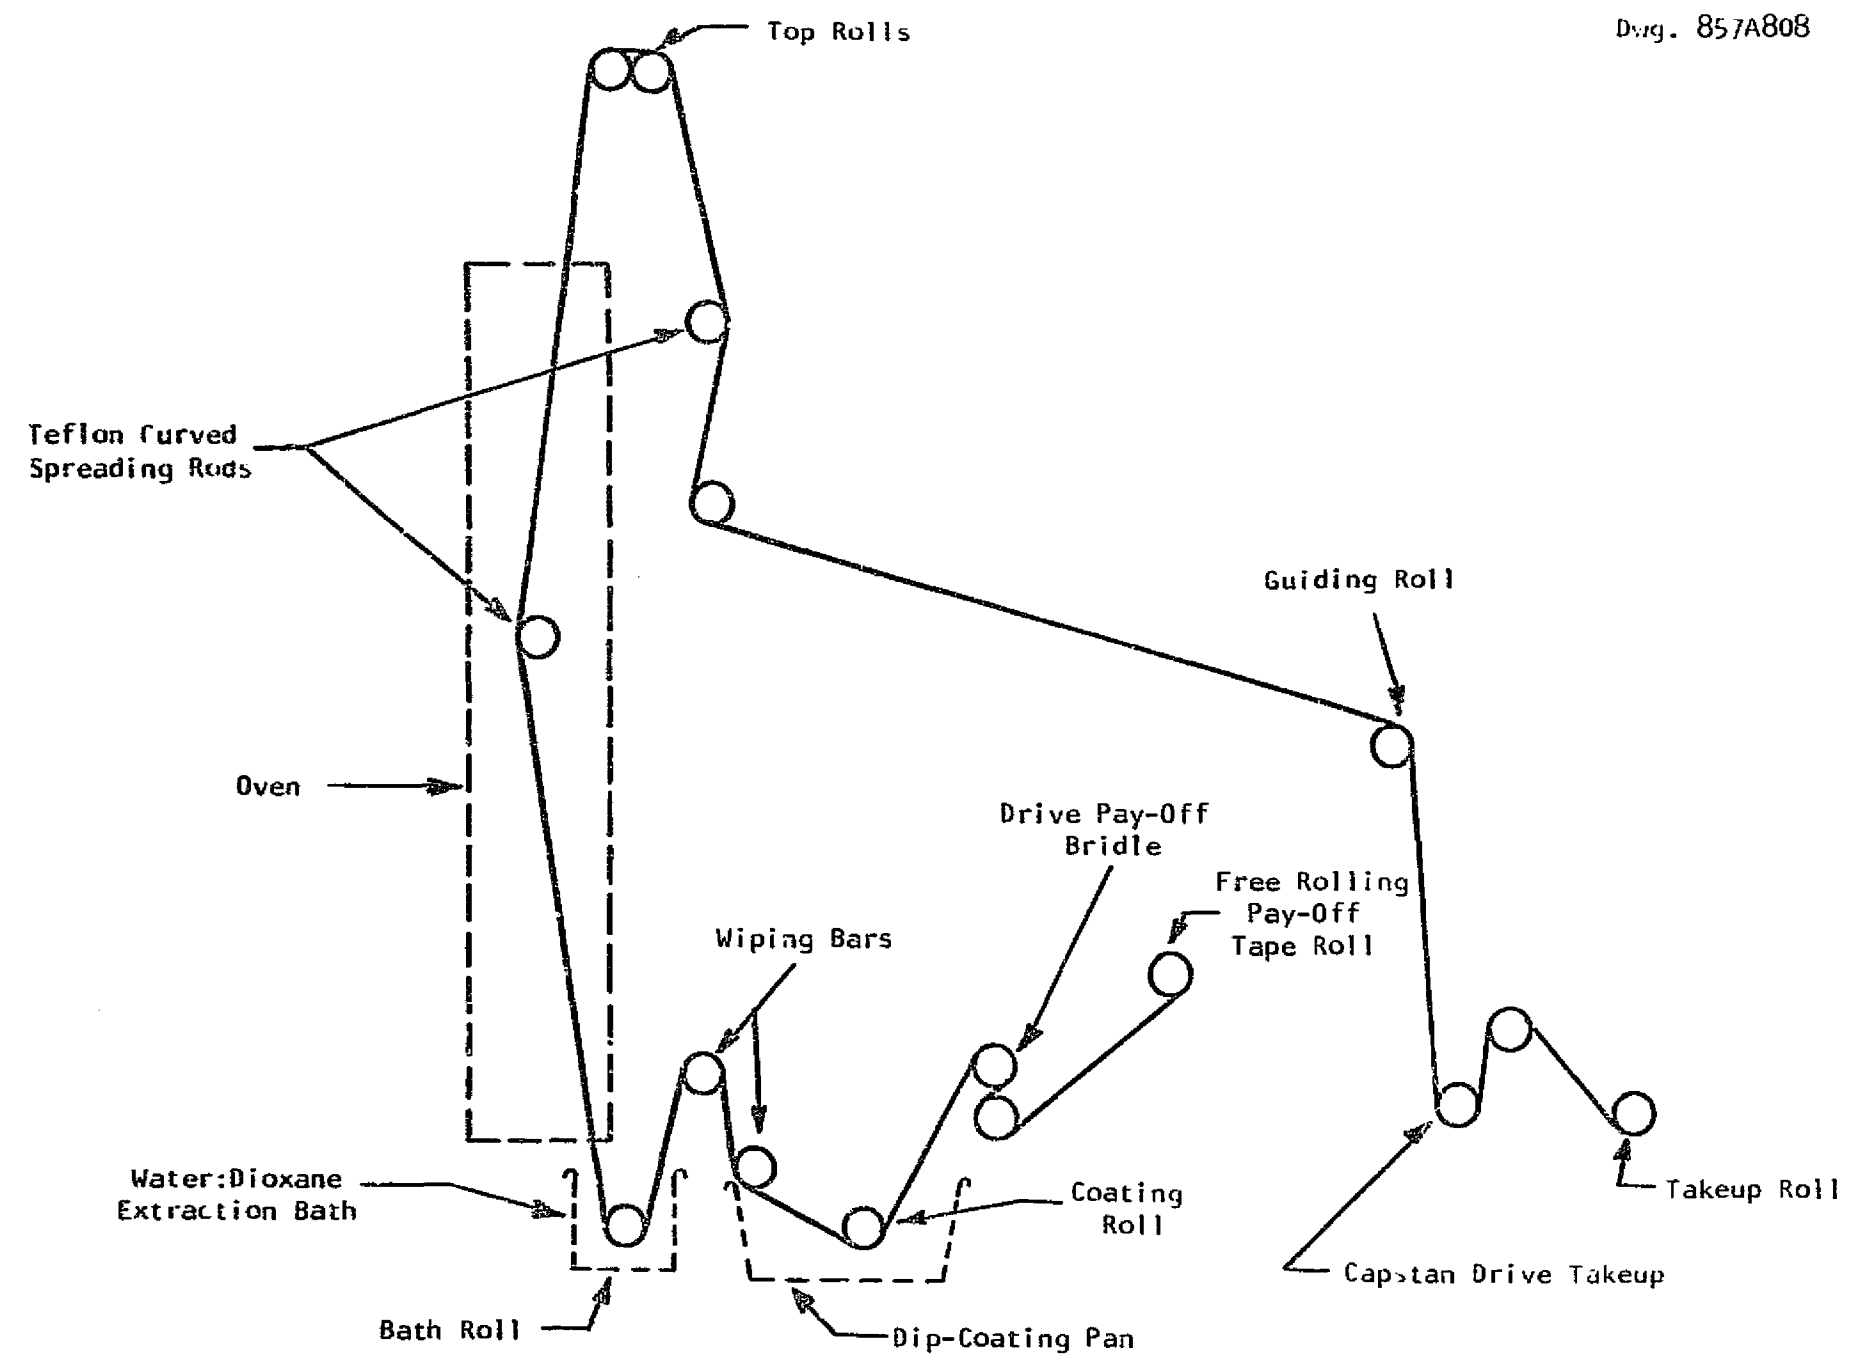 Dwg. 857A808
Top Rolls
Teflon Curved
Spreading Rods
Guiding Roll
Oven
Drive Pay-Off
Bridle
Free Rolling
Pay-Off
Tape Roll
Wiping Bars
Water:Dioxane
Extraction Bath
Coating
Roll
Takeup Roll
Capstan Drive Takeup
Bath Roll
Dip-Coating Pan